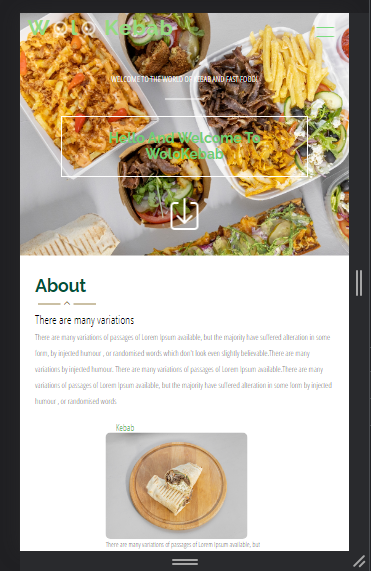 Wolo Kebab
WELCOME TO THE WORLD OF KEBAB AND FAST FOOD!
Hello And Welcome To
WoloKebab
About
There are many variations
There are many variations of passages of Lorem Ipsum available, but the majority have suffered alteration in some
form, by injected humour , or randomised words which don't look even slightly believable.There are many
variations by injected humour. There are many variations of passages of Lorem Ipsum available.There are many
variations of passages of Lorem Ipsum available, but the majority have suffered alteration in some form by injected
humour , or randomised words
Kebab
There are many variations of passages of Lorem Ipsum available, but